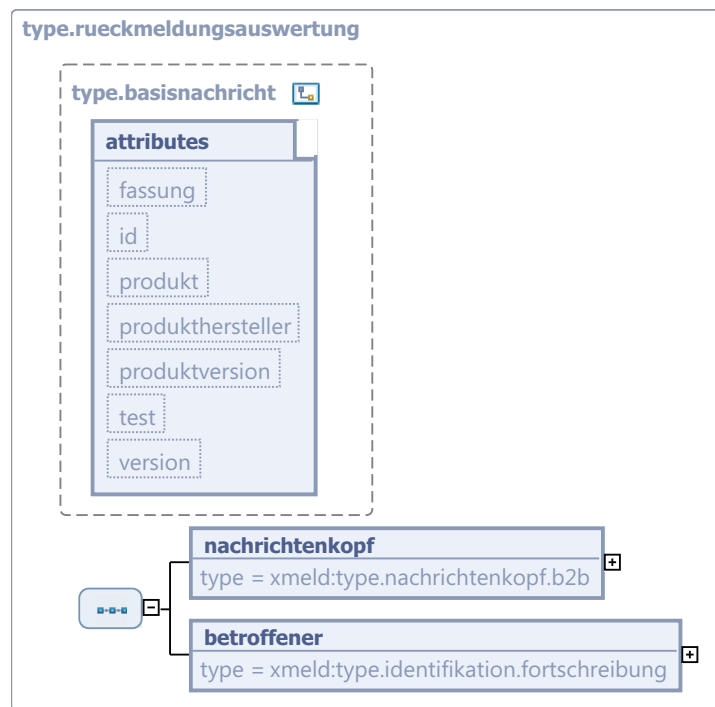 type.rueckmeldungsauswertung
type.basisnachricht
attributes
fassung
id
produkt
produkthersteller
produktversion
test
version
nachrichtenkopf
type = xmeld:type.nachrichtenkopf.b2b
betroffener
type = xmeld:type.identifikation.fortschreibung